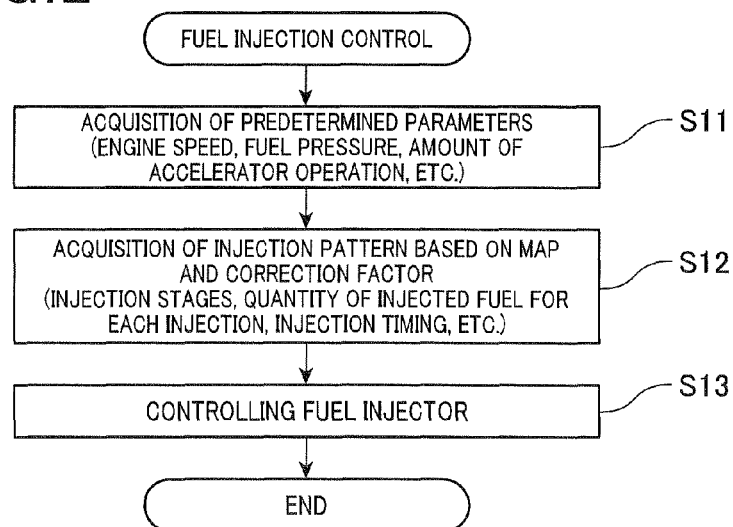 FUEL INJECTION CONTROL
ACQUISITION OF PREDETERMINED PARAMETERS
(ENGINE SPEED, FUEL PRESSURE, AMOUNT OF
ACCELERATOR OPERATION, ETC.)
S11
ACQUISITION OF INJECTION PATTERN BASED ON MAP
AND CORRECTION FACTOR
(INJECTION STAGES, QUANTITY OF INJECTED FUEL FOR
EACH INJECTION, INJECTION TIMING, ETC.)
S12
CONTROLLING FUEL INJECTOR
S13
END